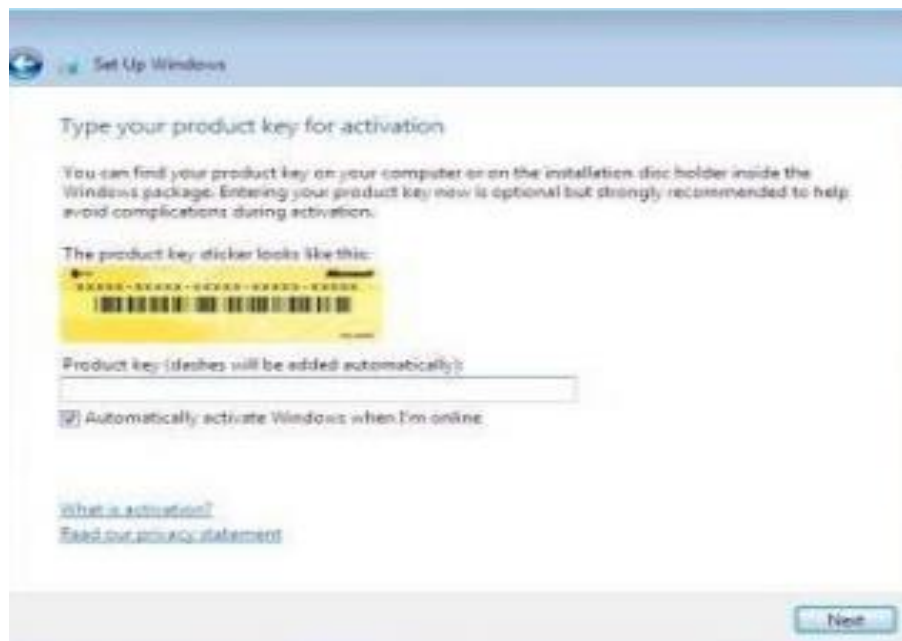 Set Up Windows
Type your product key for activation
You can find your product key on your computer or on the installation disc holder inside the
Windows package. Entering your product key now is optional but strongly recommended to help
avoid complications during activation.
The product key sticker looks like this:
XXXXX-XXXXX-XXXXX-XXXXX-XXXXX
Product key (dashes will be added automatically):
Automatically activate Windows when I'm online
What is activation?
Read our privacy statement
Next